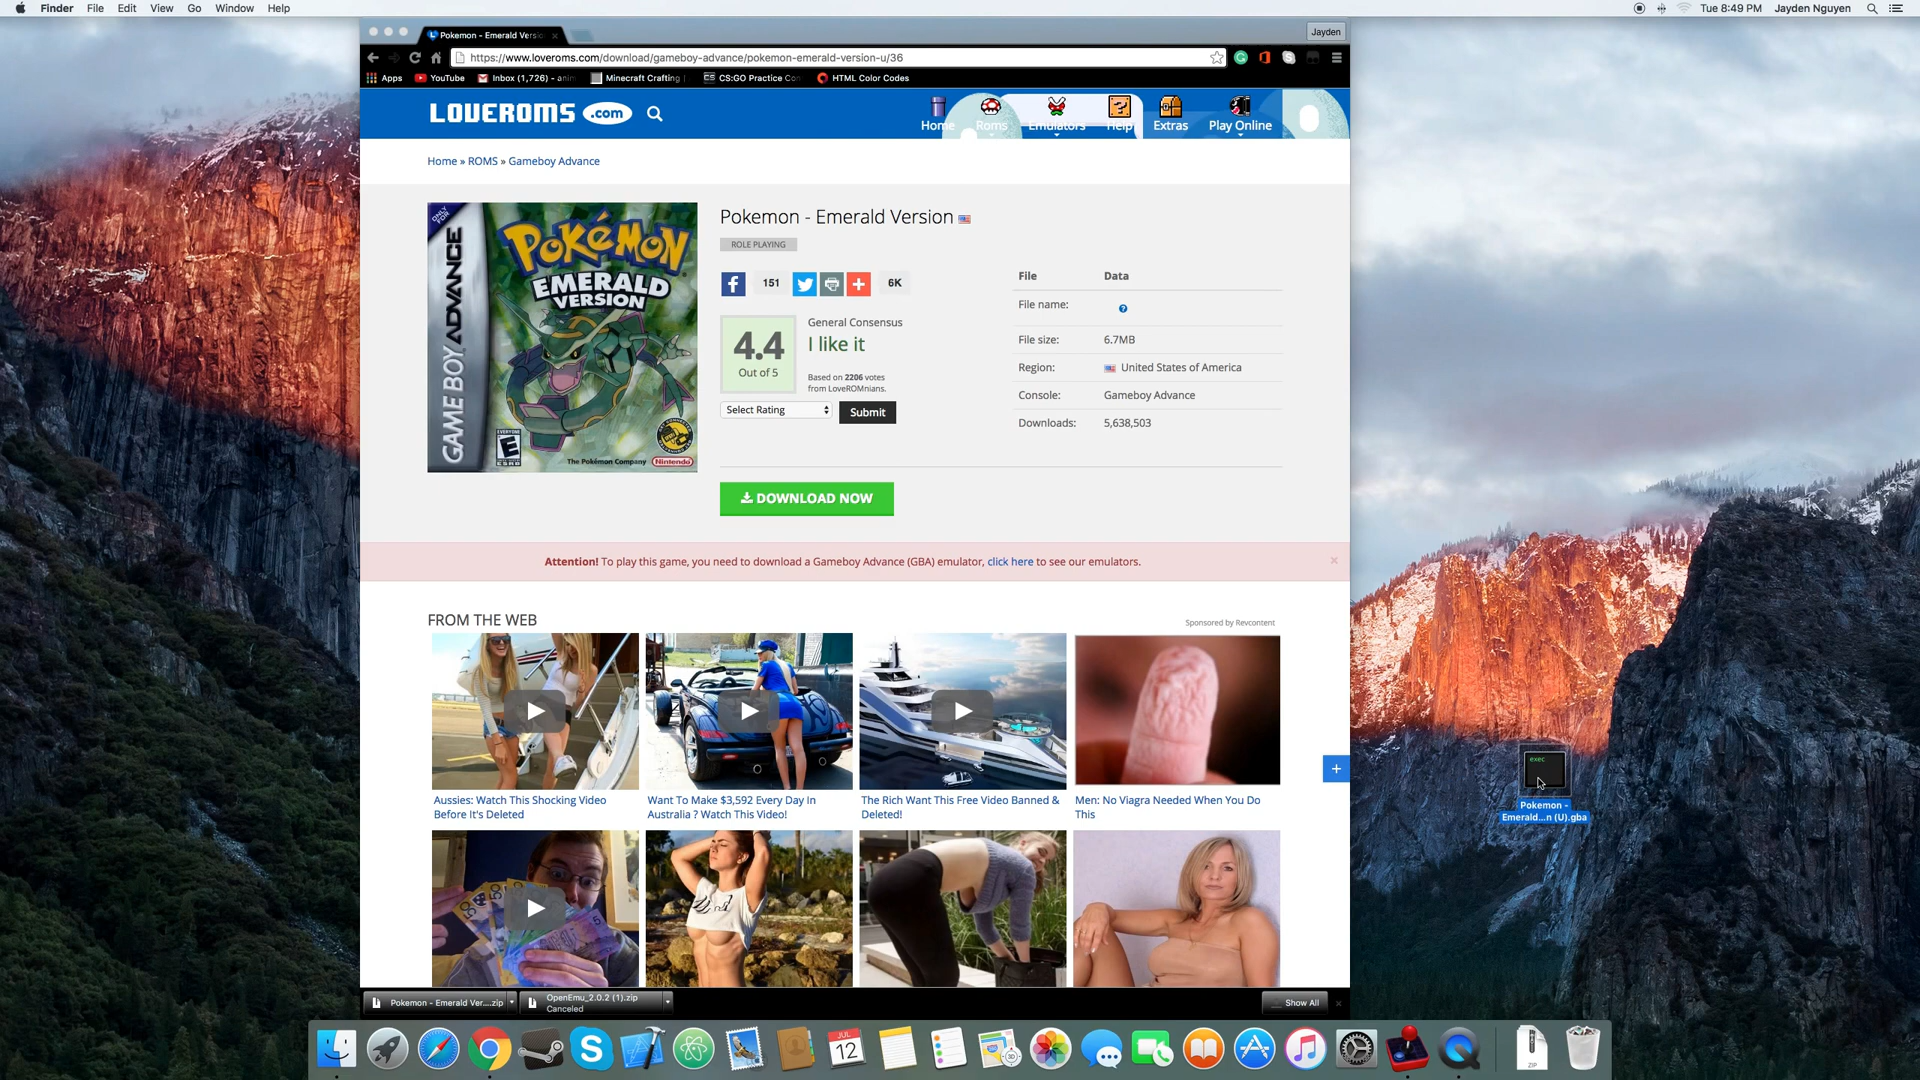 Finder File Edit View Go Window Help
Tue 8:49 PM Jayden Nguyen
Pokemon - Emerald Versio
Jayden
https://www.loveroms.com/download/gameboy-advance/pokemon-emerald-version-u/36
Apps YouTube Inbox (1,726) - anim Minecraft Crafting CS:GO Practice Co HTML Color Codes
LOVEROMS .com
Home Roms Emulators Help Extras Play Online
Home » ROMS » Gameboy Advance
ONLY FOR
GAME BOY ADVANCE
POKéMON
EMERALD
VERSION
EVERYONE
E
ESRB
The Pokémon Company
Nintendo
Pokemon - Emerald Version
ROLE PLAYING
151
6K
4.4
Out of 5
General Consensus
I like it
Based on 2206 votes
from LoveROMnians.
Select Rating
Submit
File Data
File name: ?
File size: 6.7MB
Region: United States of America
Console: Gameboy Advance
Downloads: 5,638,503
DOWNLOAD NOW
Attention! To play this game, you need to download a Gameboy Advance (GBA) emulator, click here to see our emulators.
FROM THE WEB
Sponsored by Revcontent
Aussies: Watch This Shocking Video
Before It's Deleted
Want To Make $3,592 Every Day In
Australia ? Watch This Video!
The Rich Want This Free Video Banned &
Deleted!
Men: No Viagra Needed When You Do
This
exec
Pokemon -
Emerald...n (U).gba
Pokemon - Emerald Ver....zip
OpenEmu_2.0.2 (1).zip
Canceled
Show All
JUL
12
ZIP